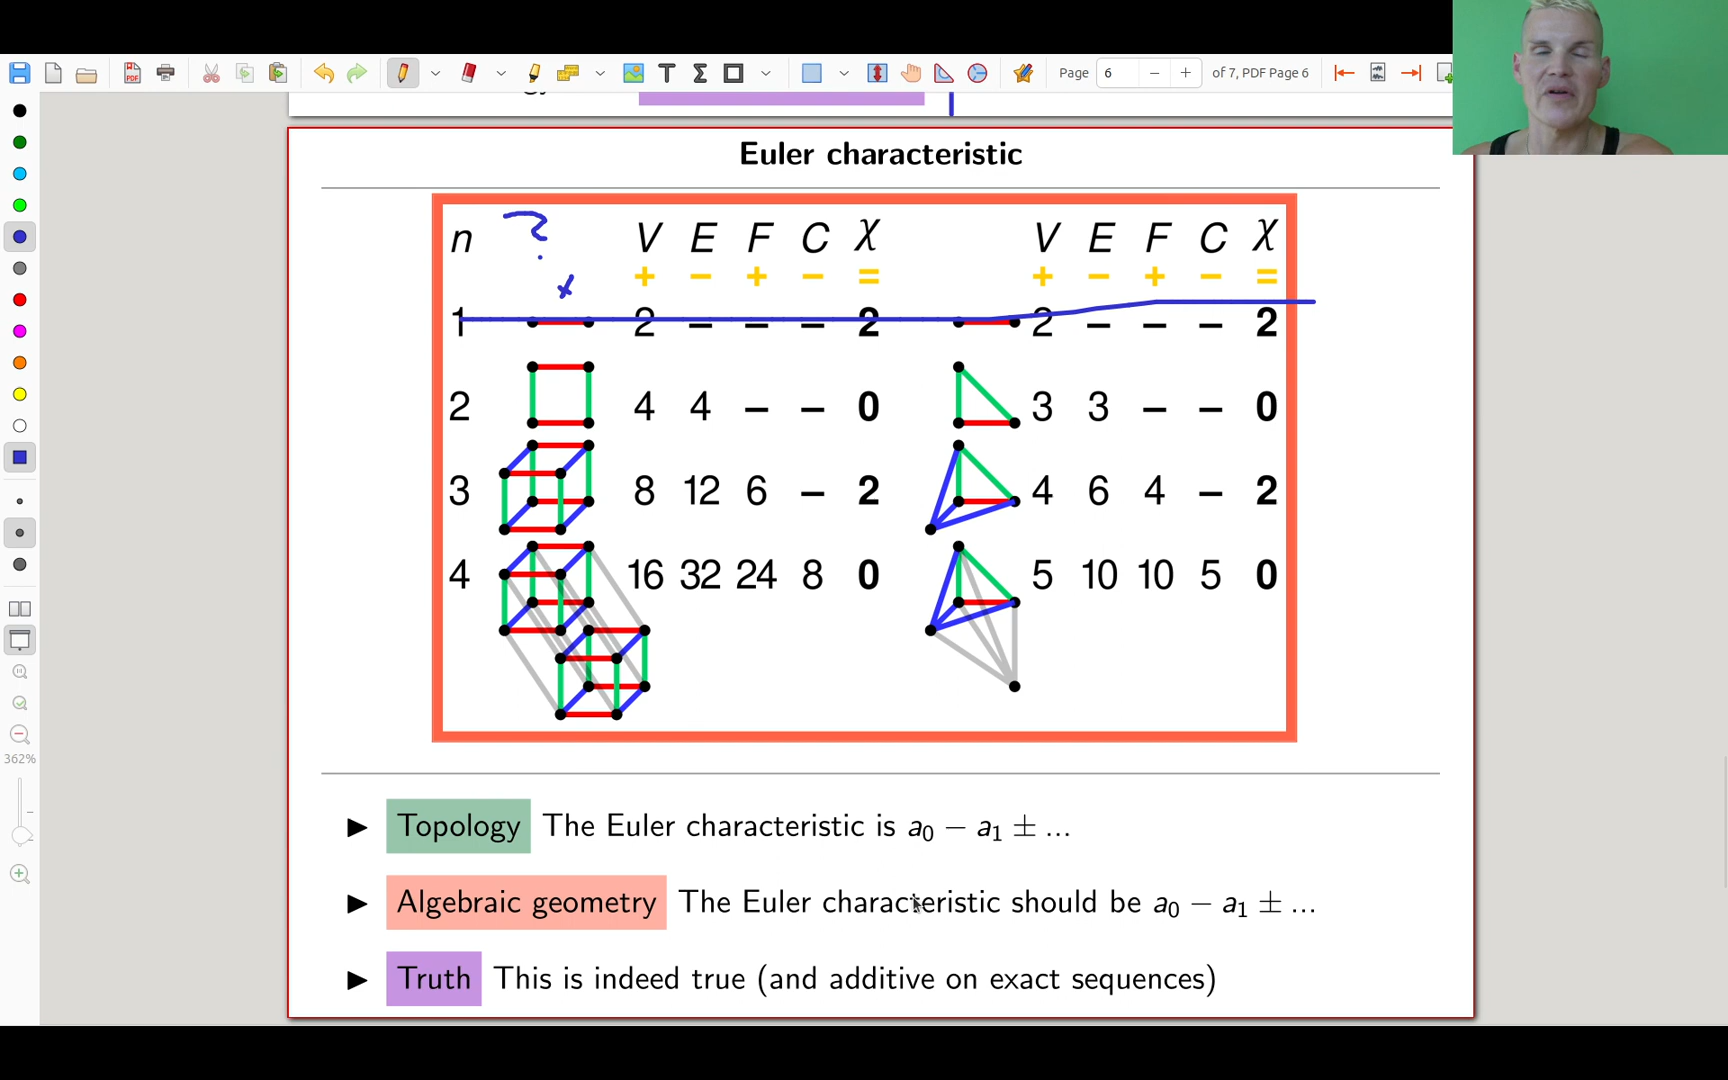 Page 6 of 7, PDF Page 6
Euler characteristic
n ? V E F C χ V E F C χ
+ − + − = + − + − =
1 2 – – – 2 2 – – – 2
2 4 4 – – 0 3 3 – – 0
3 8 12 6 – 2 4 6 4 – 2
4 16 32 24 8 0 5 10 10 5 0
362%
▶ Topology The Euler characteristic is a₀ − a₁ ± ...
▶ Algebraic geometry The Euler characteristic should be a₀ − a₁ ± ...
▶ Truth This is indeed true (and additive on exact sequences)